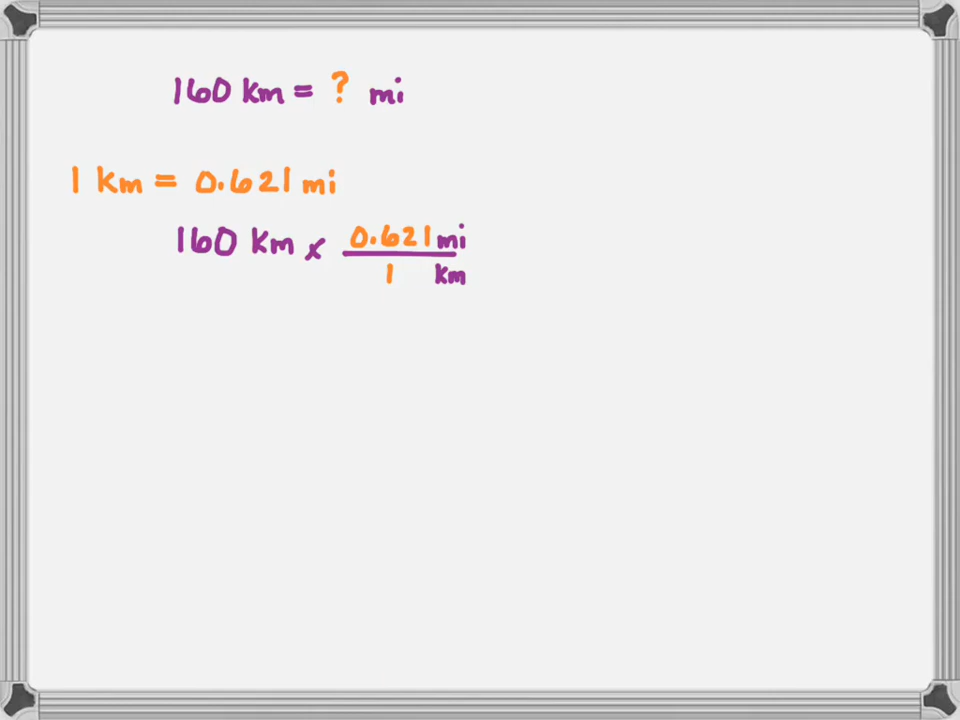 160 km = ? mi
1 km = 0.621 mi
160 km x 0.621 mi
1 km